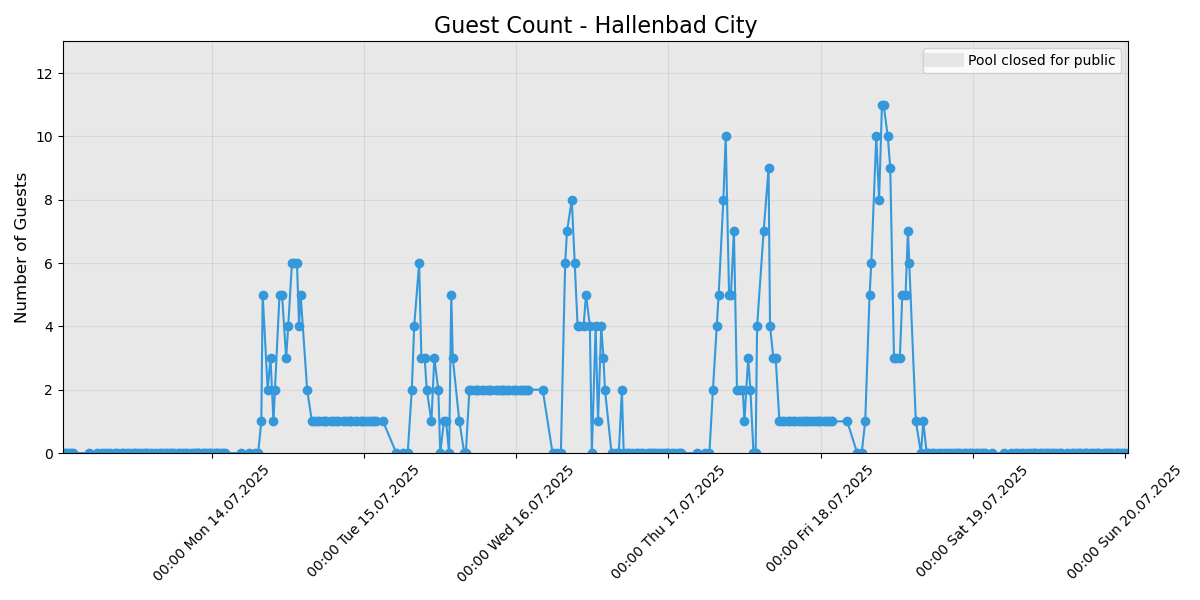 Guest Count - Hallenbad City
Pool closed for public
Number of Guests
12
10
8
6
4
2
0
00:00 Mon 14.07.2025
00:00 Tue 15.07.2025
00:00 Wed 16.07.2025
00:00 Thu 17.07.2025
00:00 Fri 18.07.2025
00:00 Sat 19.07.2025
00:00 Sun 20.07.2025